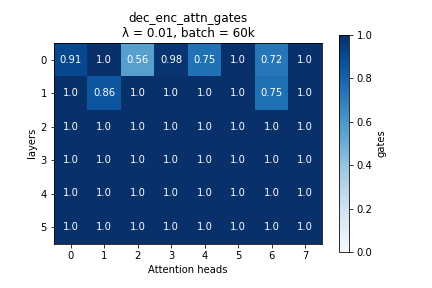 dec_enc_attn_gates
λ = 0.01, batch = 60k
0 0.91 1.0 0.56 0.98 0.75 1.0 0.72 1.0
1 1.0 0.86 1.0 1.0 1.0 1.0 0.75 1.0
2 1.0 1.0 1.0 1.0 1.0 1.0 1.0 1.0
3 1.0 1.0 1.0 1.0 1.0 1.0 1.0 1.0
4 1.0 1.0 1.0 1.0 1.0 1.0 1.0 1.0
5 1.0 1.0 1.0 1.0 1.0 1.0 1.0 1.0
0 1 2 3 4 5 6 7
Attention heads
layers
1.0
0.8
0.6
0.4
0.2
0.0
gates